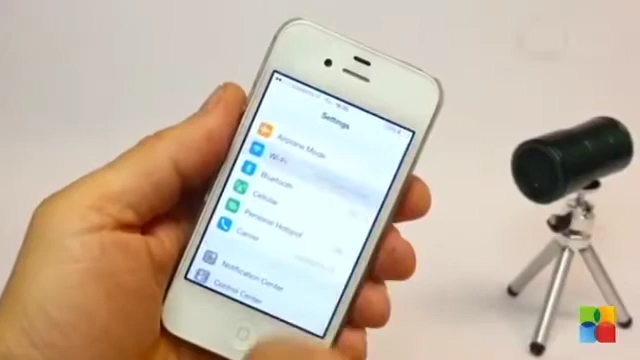 Settings
Airplane Mode
Wi-Fi
Bluetooth
Cellular
Personal Hotspot
Carrier
Notification Center
Control Center